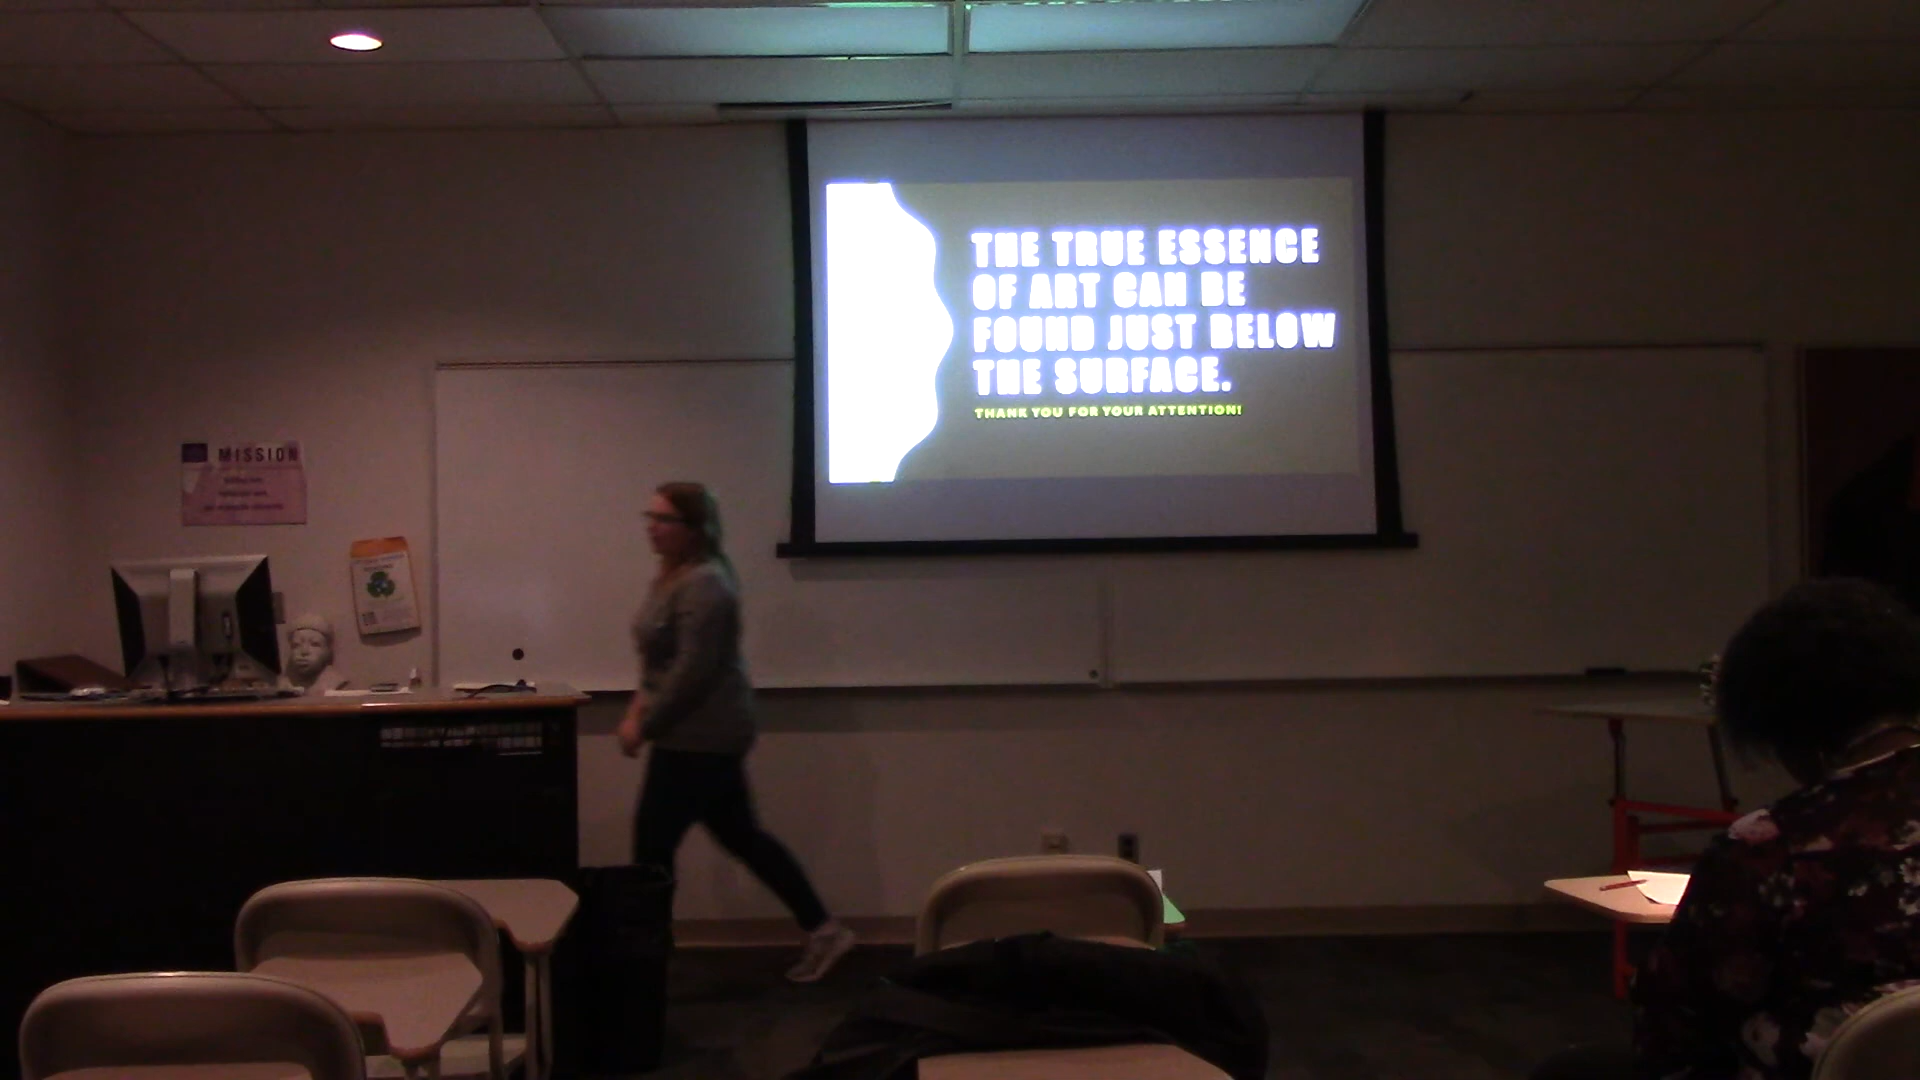 THE TRUE ESSENCE
OF ART CAN BE
FOUND JUST BELOW
THE SURFACE.
THANK YOU FOR YOUR ATTENTION!
MISSION